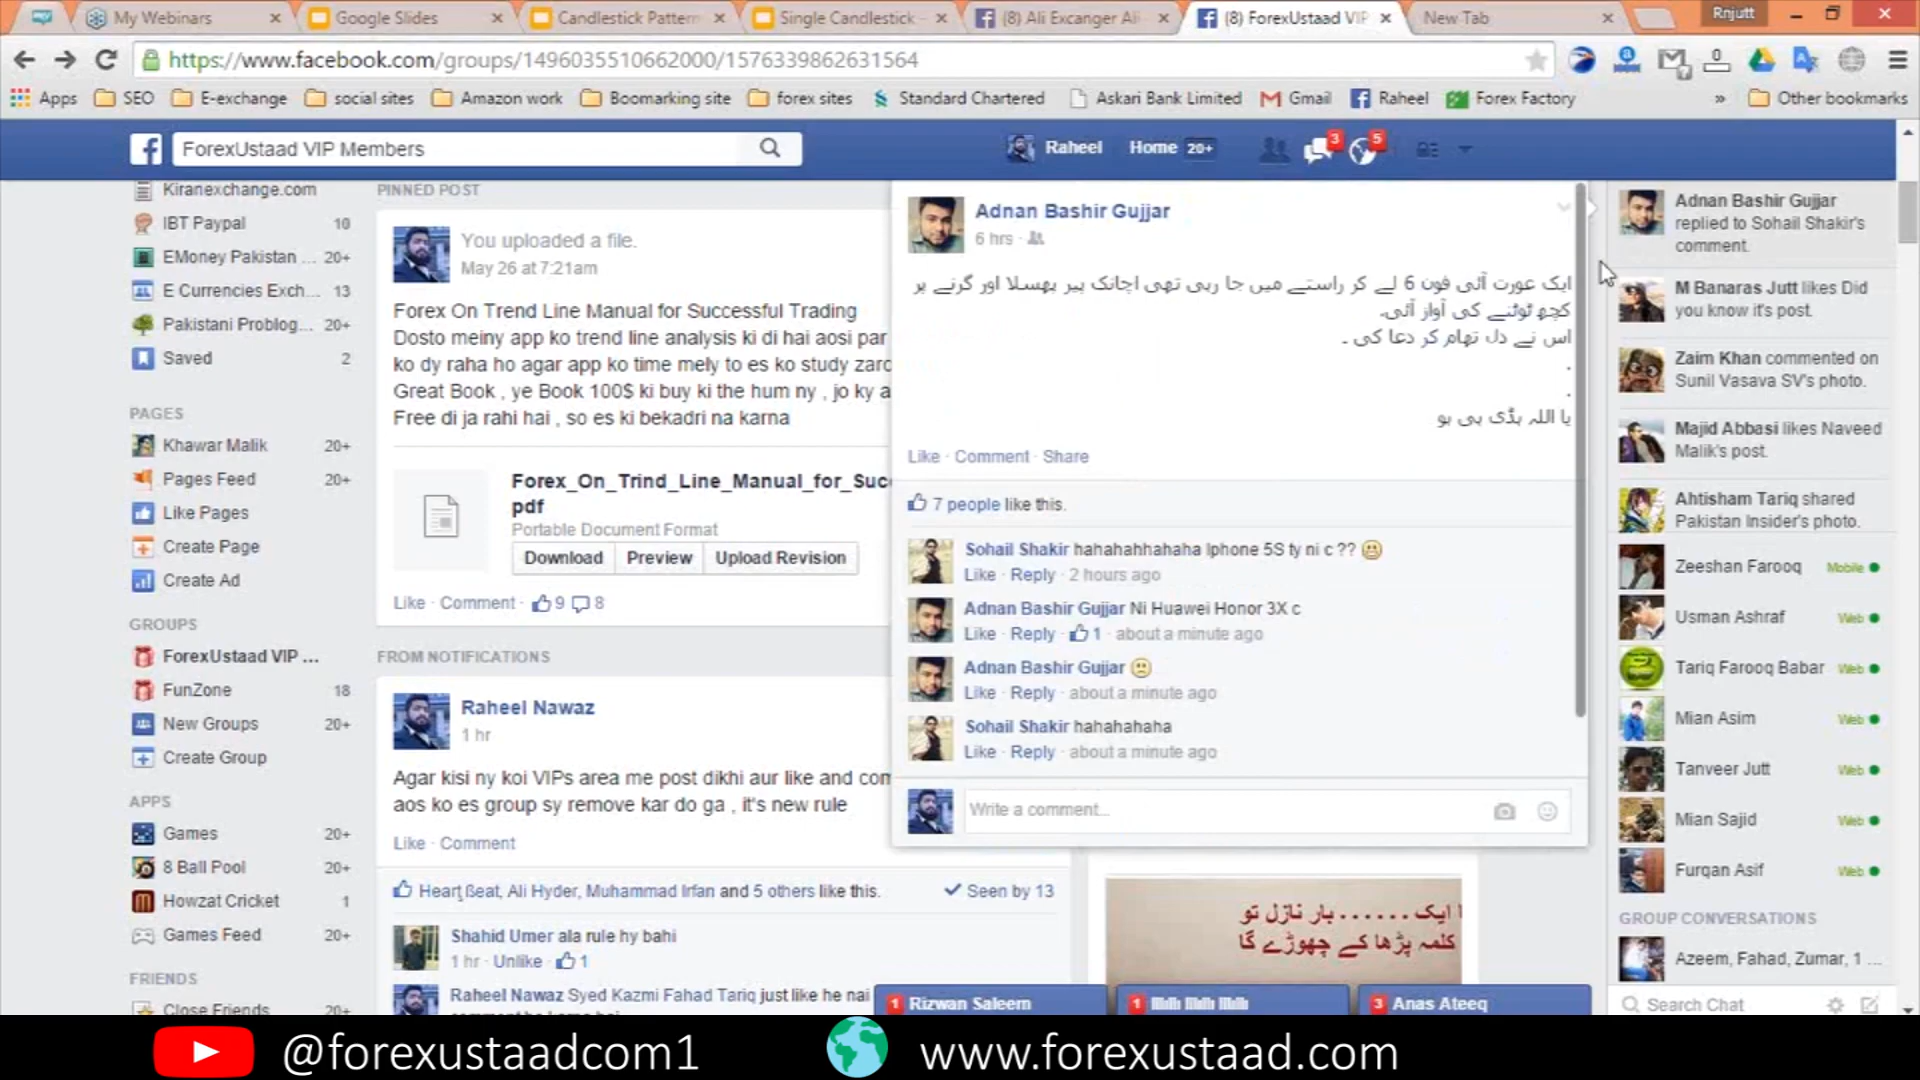 My Webinars
Google Slides
Candlestick Pattern
Single Candlestick -
(8) Ali Excanger Ali
(8) ForexUstaad VIP
New Tab
Rnjutt
https://www.facebook.com/groups/1496035510662000/1576339862631564
Apps
SEO
E-exchange
social sites
Amazon work
Boomarking site
forex sites
Standard Chartered
Askari Bank Limited
Gmail
Raheel
Forex Factory
»
Other bookmarks
ForexUstaad VIP Members
Raheel
Home 20+
3
5
Kiranexchange.com
IBT Paypal 10
EMoney Pakistan ... 20+
E Currencies Exch... 13
Pakistani Problog... 20+
Saved 2
PAGES
Khawar Malik 20+
Pages Feed 20+
Like Pages
Create Page
Create Ad
GROUPS
ForexUstaad VIP ...
FunZone 18
New Groups 20+
Create Group
APPS
Games 20+
8 Ball Pool 20+
Howzat Cricket 1
Games Feed 20+
FRIENDS
Close Friends 20+
PINNED POST
You uploaded a file.
May 26 at 7:21am
Forex On Trend Line Manual for Successful Trading
Dosto meiny app ko trend line analysis ki di hai aosi par
ko dy raha ho agar app ko time mely to es ko study zarc
Great Book , ye Book 100$ ki buy ki the hum ny , jo ky a
Free di ja rahi hai , so es ki bekadri na karna
Forex_On_Trind_Line_Manual_for_Suc
pdf
Portable Document Format
Download Preview Upload Revision
Like · Comment · 9 8
FROM NOTIFICATIONS
Raheel Nawaz
1 hr
Agar kisi ny koi VIPs area me post dikhi aur like and com
aos ko es group sy remove kar do ga , it's new rule
Like · Comment
Heart ßeat, Ali Hyder, Muhammad Irfan and 5 others like this.
Seen by 13
Shahid Umer ala rule hy bahi
1 hr · Unlike · 1
Raheel Nawaz Syed Kazmi Fahad Tariq just like he nai
Adnan Bashir Gujjar
6 hrs ·
ایک عورت آئی فون 6 لے کر راستے میں جا رہی تھی اچانک پیر پھسلا اور گرنے پر
کچھ ٹوٹنے کی آواز آئی۔
اس نے دل تھام کر دعا کی ۔
.
.
یا اللہ ہڈی ہی ہو
Like · Comment · Share
7 people like this.
Sohail Shakir hahahahhahaha Iphone 5S ty ni c ??
Like · Reply · 2 hours ago
Adnan Bashir Gujjar Ni Huawei Honor 3X c
Like · Reply · 1 · about a minute ago
Adnan Bashir Gujjar
Like · Reply · about a minute ago
Sohail Shakir hahahahaha
Like · Reply · about a minute ago
Write a comment...
ایک ...... بار نازل تو
کلمہ پڑھا کے چھوڑے گا
1 Rizwan Saleem
1
3 Anas Ateeq
Adnan Bashir Gujjar
replied to Sohail Shakir's
comment.
M Banaras Jutt likes Did
you know it's post.
Zaim Khan commented on
Sunil Vasava SV's photo.
Majid Abbasi likes Naveed
Malik's post.
Ahtisham Tariq shared
Pakistan Insider's photo.
Zeeshan Farooq Mobile
Usman Ashraf Web
Tariq Farooq Babar Web
Mian Asim Web
Tanveer Jutt Web
Mian Sajid Web
Furqan Asif Web
GROUP CONVERSATIONS
Azeem, Fahad, Zumar, 1 ...
Search Chat
@forexustaadcom1
www.forexustaad.com